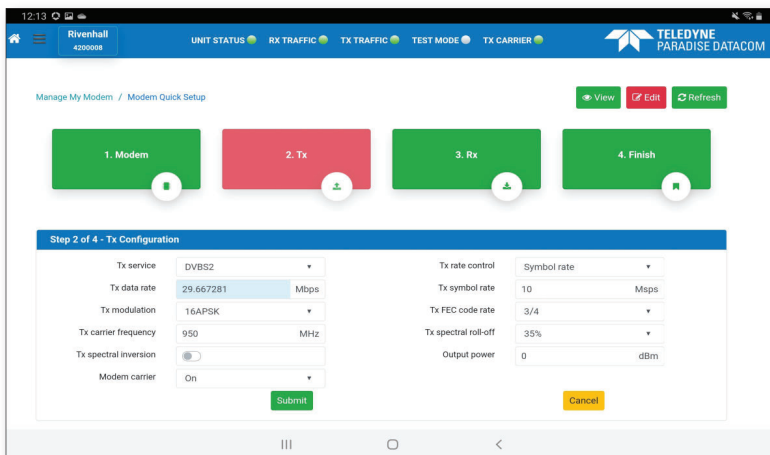 12:13
Rivenhall
4200008
UNIT STATUS RX TRAFFIC TX TRAFFIC TEST MODE TX CARRIER
TELEDYNE
PARADISE DATACOM
Manage My Modem / Modem Quick Setup
View Edit Refresh
1. Modem 2. Tx 3. Rx 4. Finish
Step 2 of 4 - Tx Configuration
Tx service DVBS2 Tx rate control Symbol rate
Tx data rate 29.667281 Mbps Tx symbol rate 10 Msps
Tx modulation 16APSK Tx FEC code rate 3/4
Tx carrier frequency 950 MHz Tx spectral roll-off 35%
Tx spectral inversion Output power 0 dBm
Modem carrier On
Submit Cancel